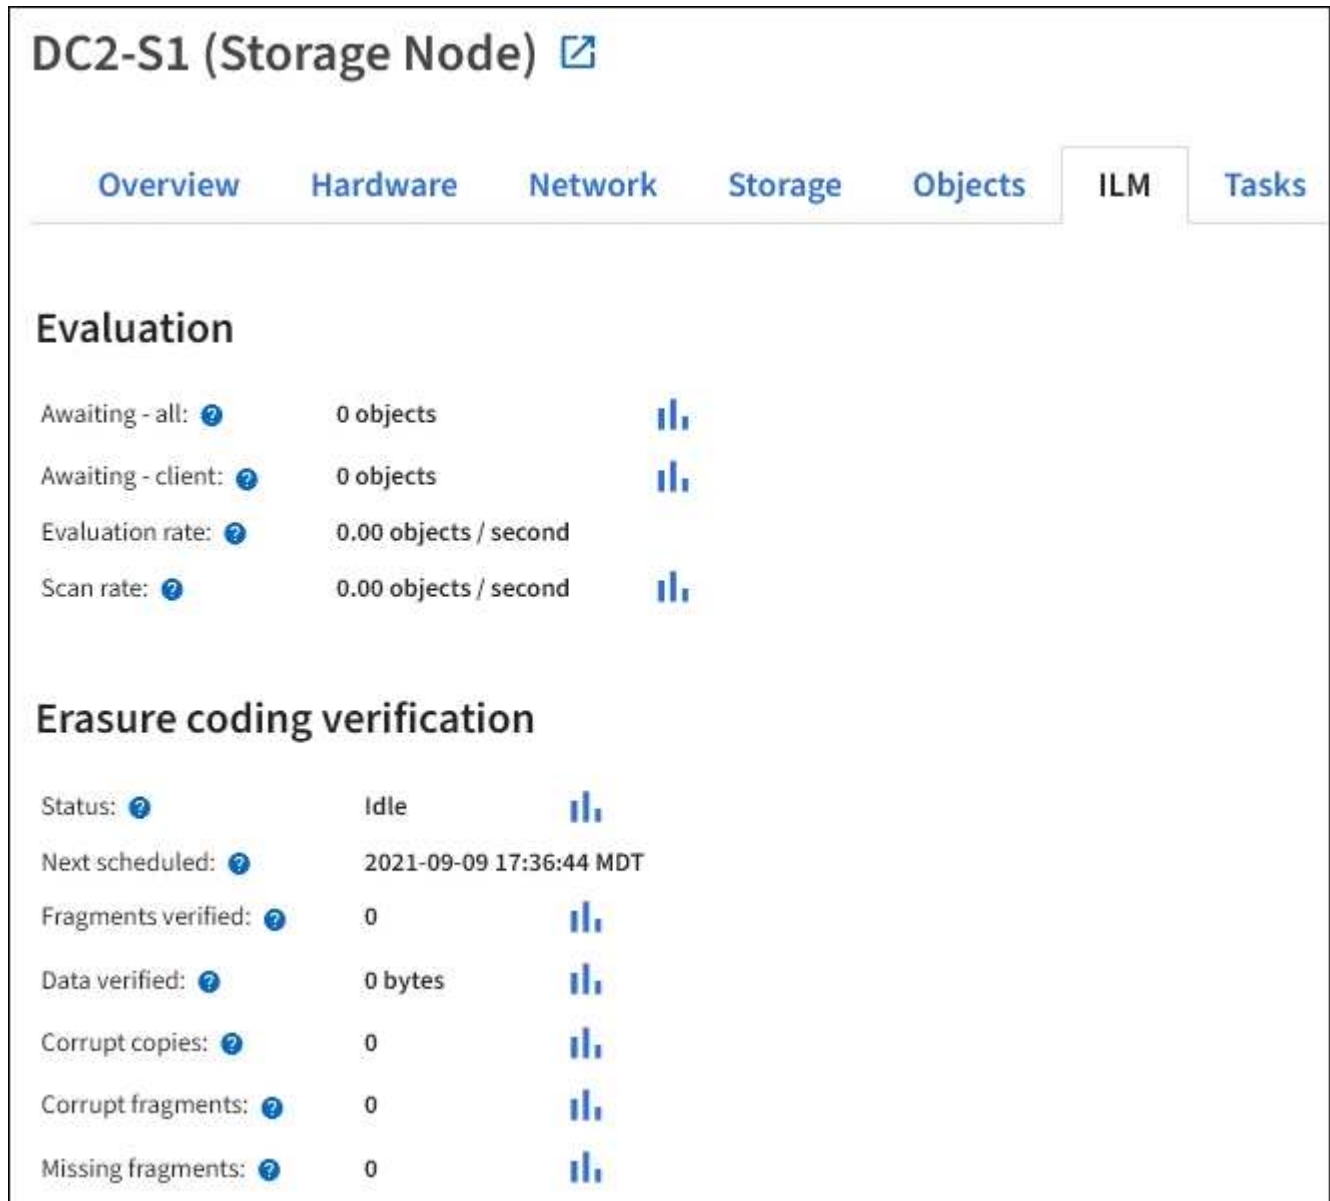 DC2-S1 (Storage Node)
Overview Hardware Network Storage Objects ILM Tasks
Evaluation
Awaiting - all: 0 objects
Awaiting - client: 0 objects
Evaluation rate: 0.00 objects / second
Scan rate: 0.00 objects / second
Erasure coding verification
Status: Idle
Next scheduled: 2021-09-09 17:36:44 MDT
Fragments verified: 0
Data verified: 0 bytes
Corrupt copies: 0
Corrupt fragments: 0
Missing fragments: 0